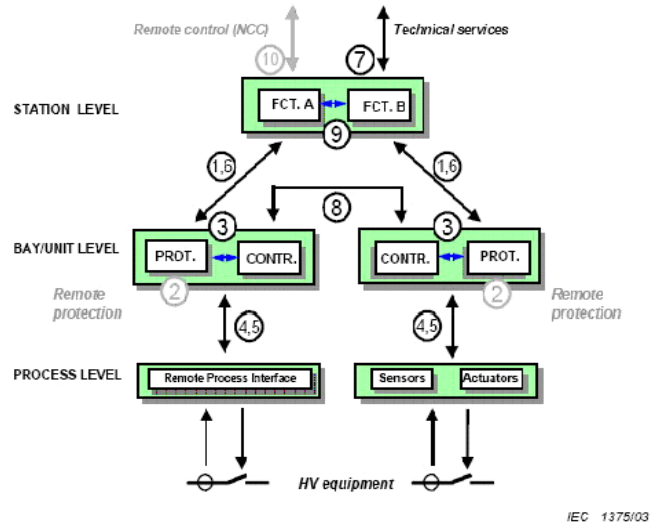 Remote control (NCC)
Technical services
10
7
STATION LEVEL
FCT. A
FCT. B
9
1,6
1,6
8
3
3
BAY/UNIT LEVEL
PROT.
CONTR.
CONTR.
PROT.
2
2
Remote
protection
Remote
protection
4,5
4,5
PROCESS LEVEL
Remote Process Interface
Sensors
Actuators
HV equipment
IEC 1375/03